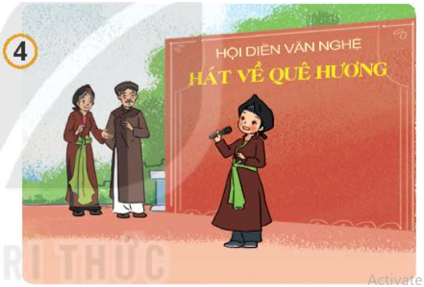 4
HỘI DIỄN VĂN NGHỆ
HÁT VỀ QUÊ HƯƠNG
RI THỨC
Activate